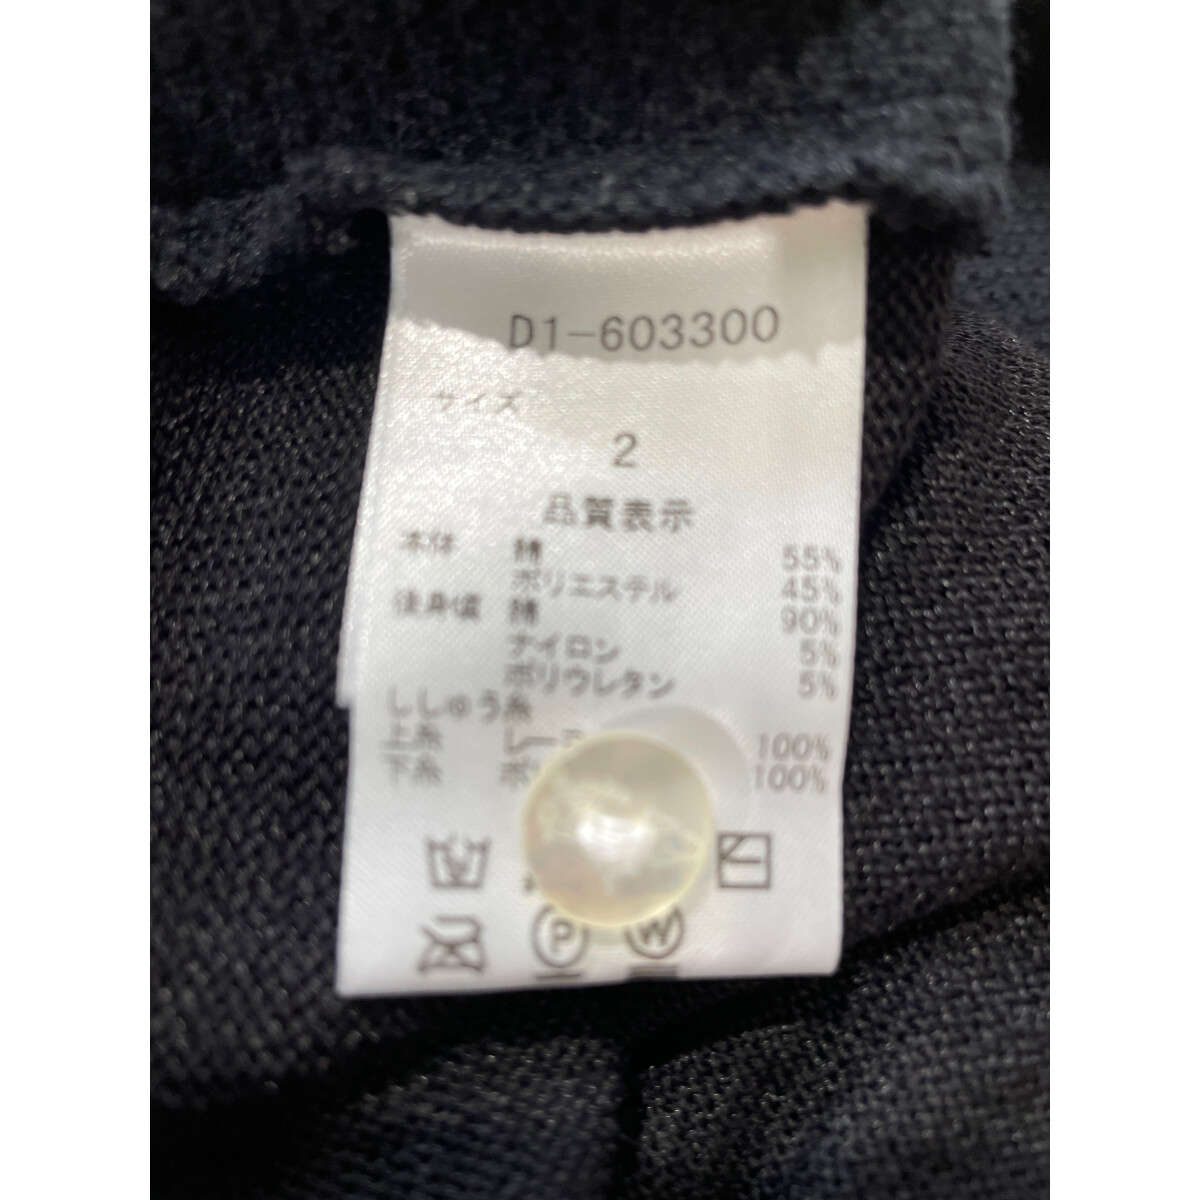 D1-603300
サイズ
2
品質表示
本体 綿 55%
ポリエステル 45%
後身頃 綿 90%
ナイロン 5%
ポリウレタン 5%
ししゅう糸
上糸 100%
下糸 100%
P W